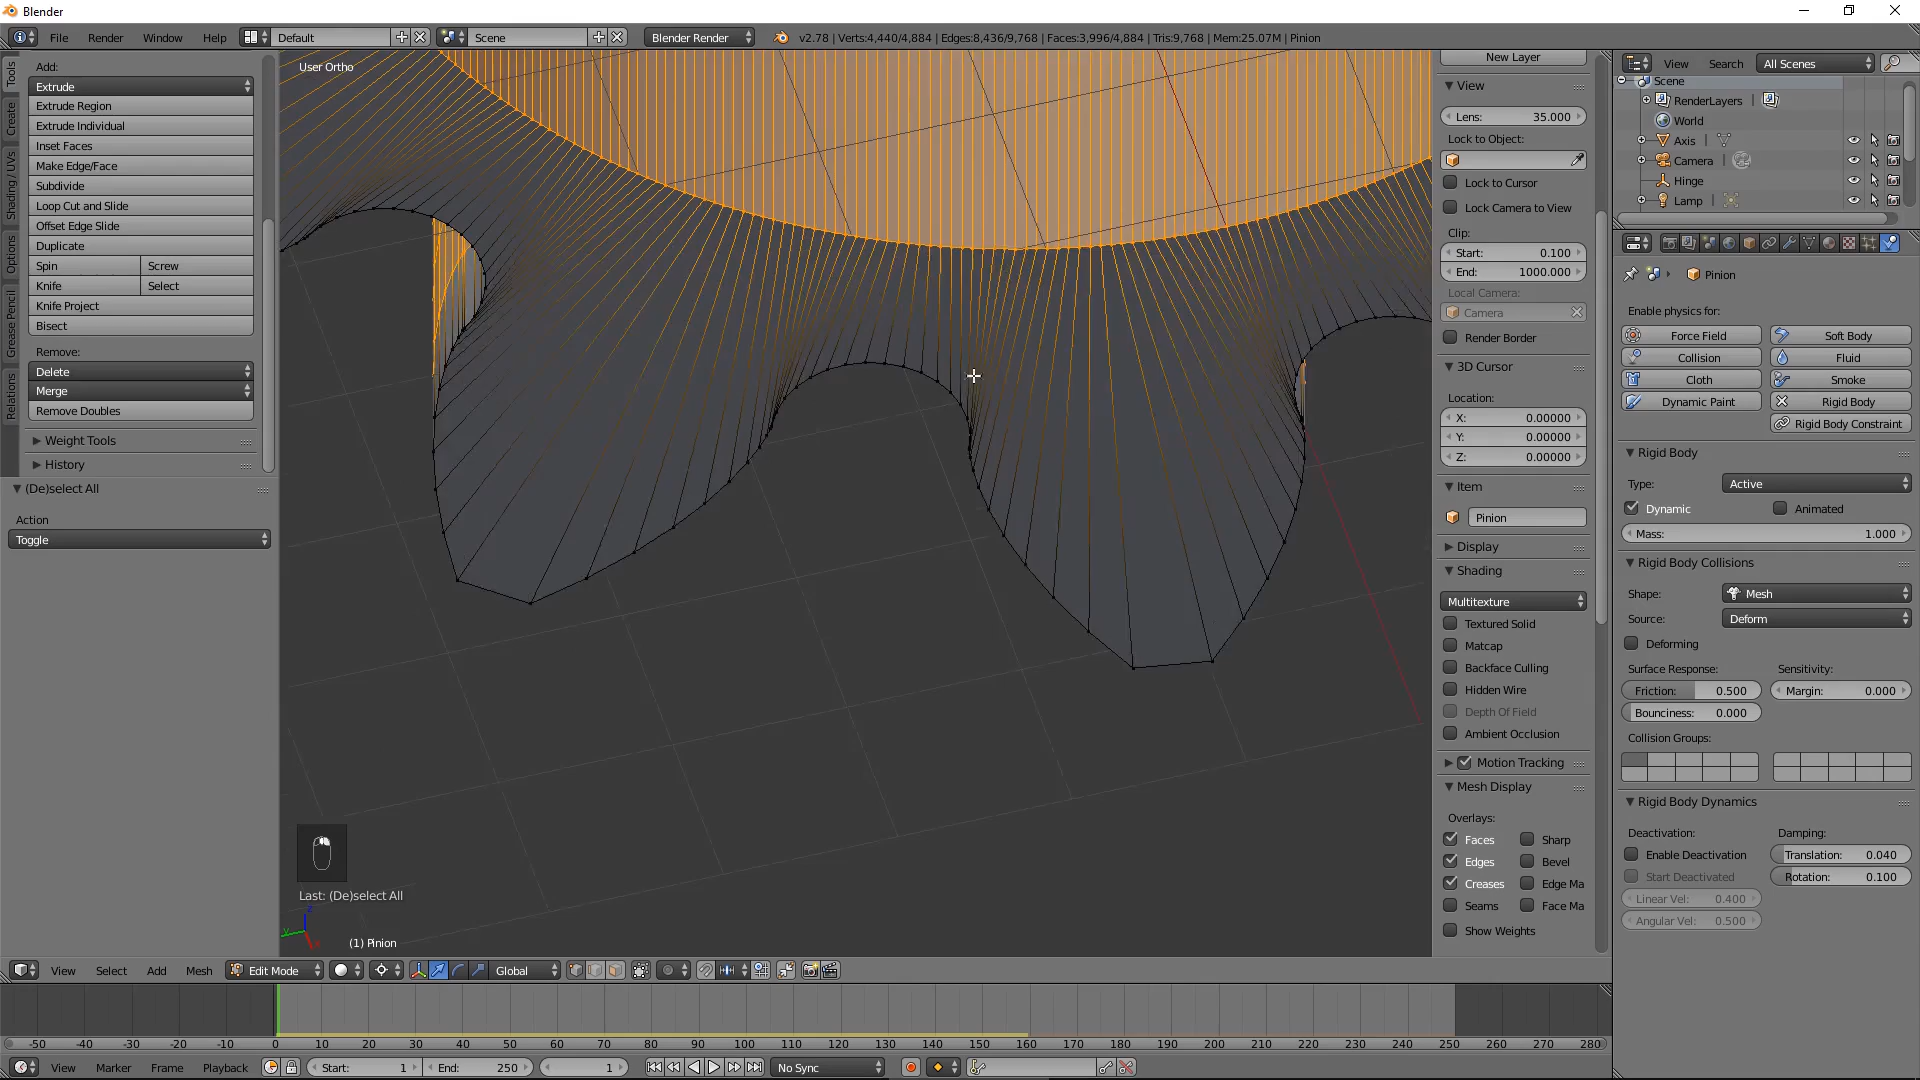 Blender
File Render Window Help Default Scene Blender Render v2.78 | Verts:4,440/4,884 | Edges:8,436/9,768 | Faces:3,996/4,884 | Tris:9,768 | Mem:25.07M | Pinion
Tools
Create
Shading / UVs
Options
Grease Pencil
Relations
Add:
Extrude
Extrude Region
Extrude Individual
Inset Faces
Make Edge/Face
Subdivide
Loop Cut and Slide
Offset Edge Slide
Duplicate
Spin Screw
Knife Select
Knife Project
Bisect
Remove:
Delete
Merge
Remove Doubles
Weight Tools
History
(De)select All
Action
Toggle
User Ortho
Last: (De)select All
(1) Pinion
New Layer
View
Lens: 35.000
Lock to Object:
Lock to Cursor
Lock Camera to View
Clip:
Start: 0.100
End: 1000.000
Local Camera:
Camera
Render Border
3D Cursor
Location:
X: 0.00000
Y: 0.00000
Z: 0.00000
Item
Pinion
Display
Shading
Multitexture
Textured Solid
Matcap
Backface Culling
Hidden Wire
Depth Of Field
Ambient Occlusion
Motion Tracking
Mesh Display
Overlays:
Faces Sharp
Edges Bevel
Creases Edge Ma
Seams Face Ma
Show Weights
View Search All Scenes
Scene
RenderLayers
World
Axis
Camera
Hinge
Lamp
Pinion
Enable physics for:
Force Field Soft Body
Collision Fluid
Cloth Smoke
Dynamic Paint Rigid Body
Rigid Body Constraint
Rigid Body
Type: Active
Dynamic Animated
Mass: 1.000
Rigid Body Collisions
Shape: Mesh
Source: Deform
Deforming
Surface Response: Sensitivity:
Friction: 0.500 Margin: 0.000
Bounciness: 0.000
Collision Groups:
Rigid Body Dynamics
Deactivation: Damping:
Enable Deactivation Translation: 0.040
Start Deactivated Rotation: 0.100
Linear Vel: 0.400
Angular Vel: 0.500
View Select Add Mesh Edit Mode Global
-50 -40 -30 -20 -10 0 10 20 30 40 50 60 70 80 90 100 110 120 130 140 150 160 170 180 190 200 210 220 230 240 250 260 270 280
View Marker Frame Playback Start: 1 End: 250 1 No Sync